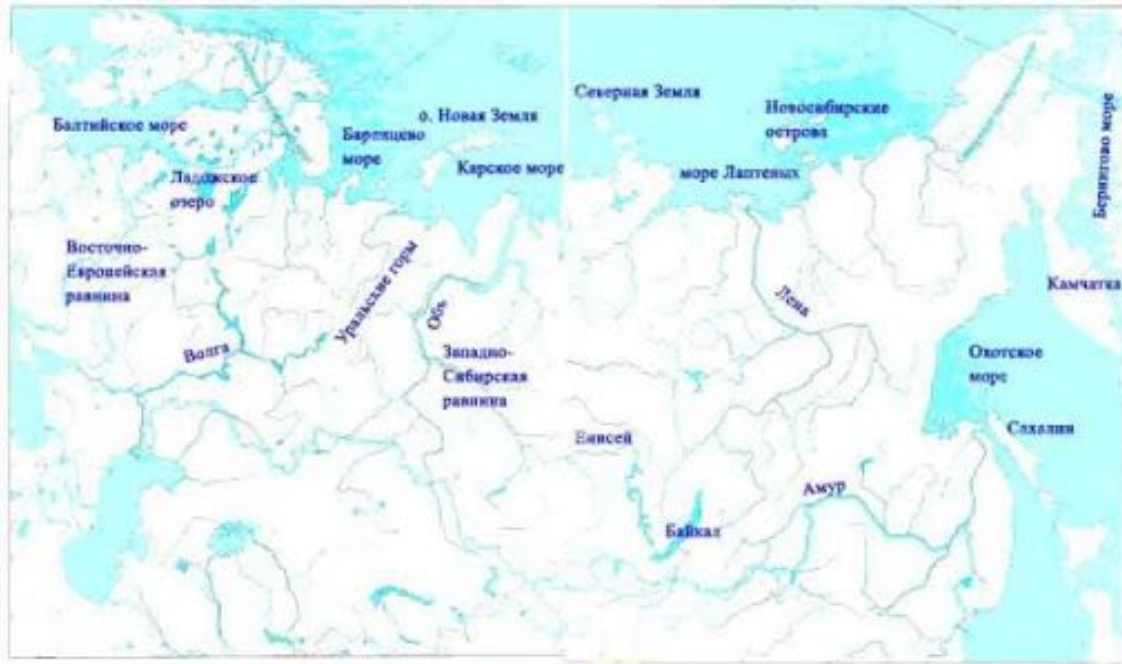 Балтийское море
Ладожское
озеро
Восточно-
Европейская
равнина
Волга
Баренцево
море
о. Новая Земля
Карское море
Уральские горы
Обь
Западно-
Сибирская
равнина
Северная Земля
Новосибирские
острова
море Лаптевых
Берингово море
Камчатка
Лена
Охотское
море
Сахалин
Енисей
Амур
Байкал